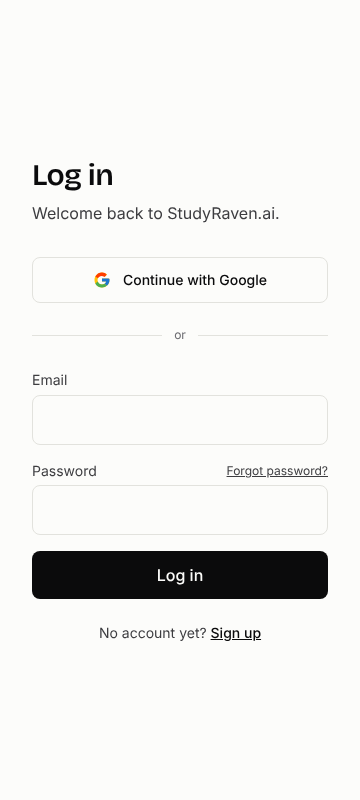 Log in
Welcome back to StudyRaven.ai.
Continue with Google
or
Email
Password Forgot password?
Log in
No account yet? Sign up